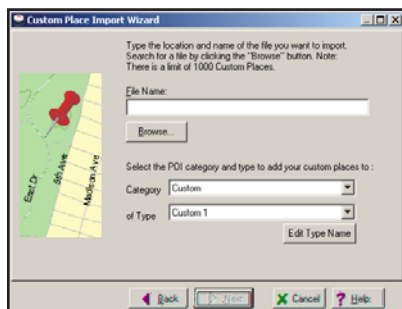 Custom Place Import Wizard
Type the location and name of the file you want to import.
Search for a file by clicking the "Browse" button. Note:
There is a limit of 1000 Custom Places.
File Name:
Browse...
Select the POI category and type to add your custom places to :
Category Custom
of Type Custom 1
Edit Type Name
East Dr
5th Ave
Madison Ave
Back Next Cancel Help